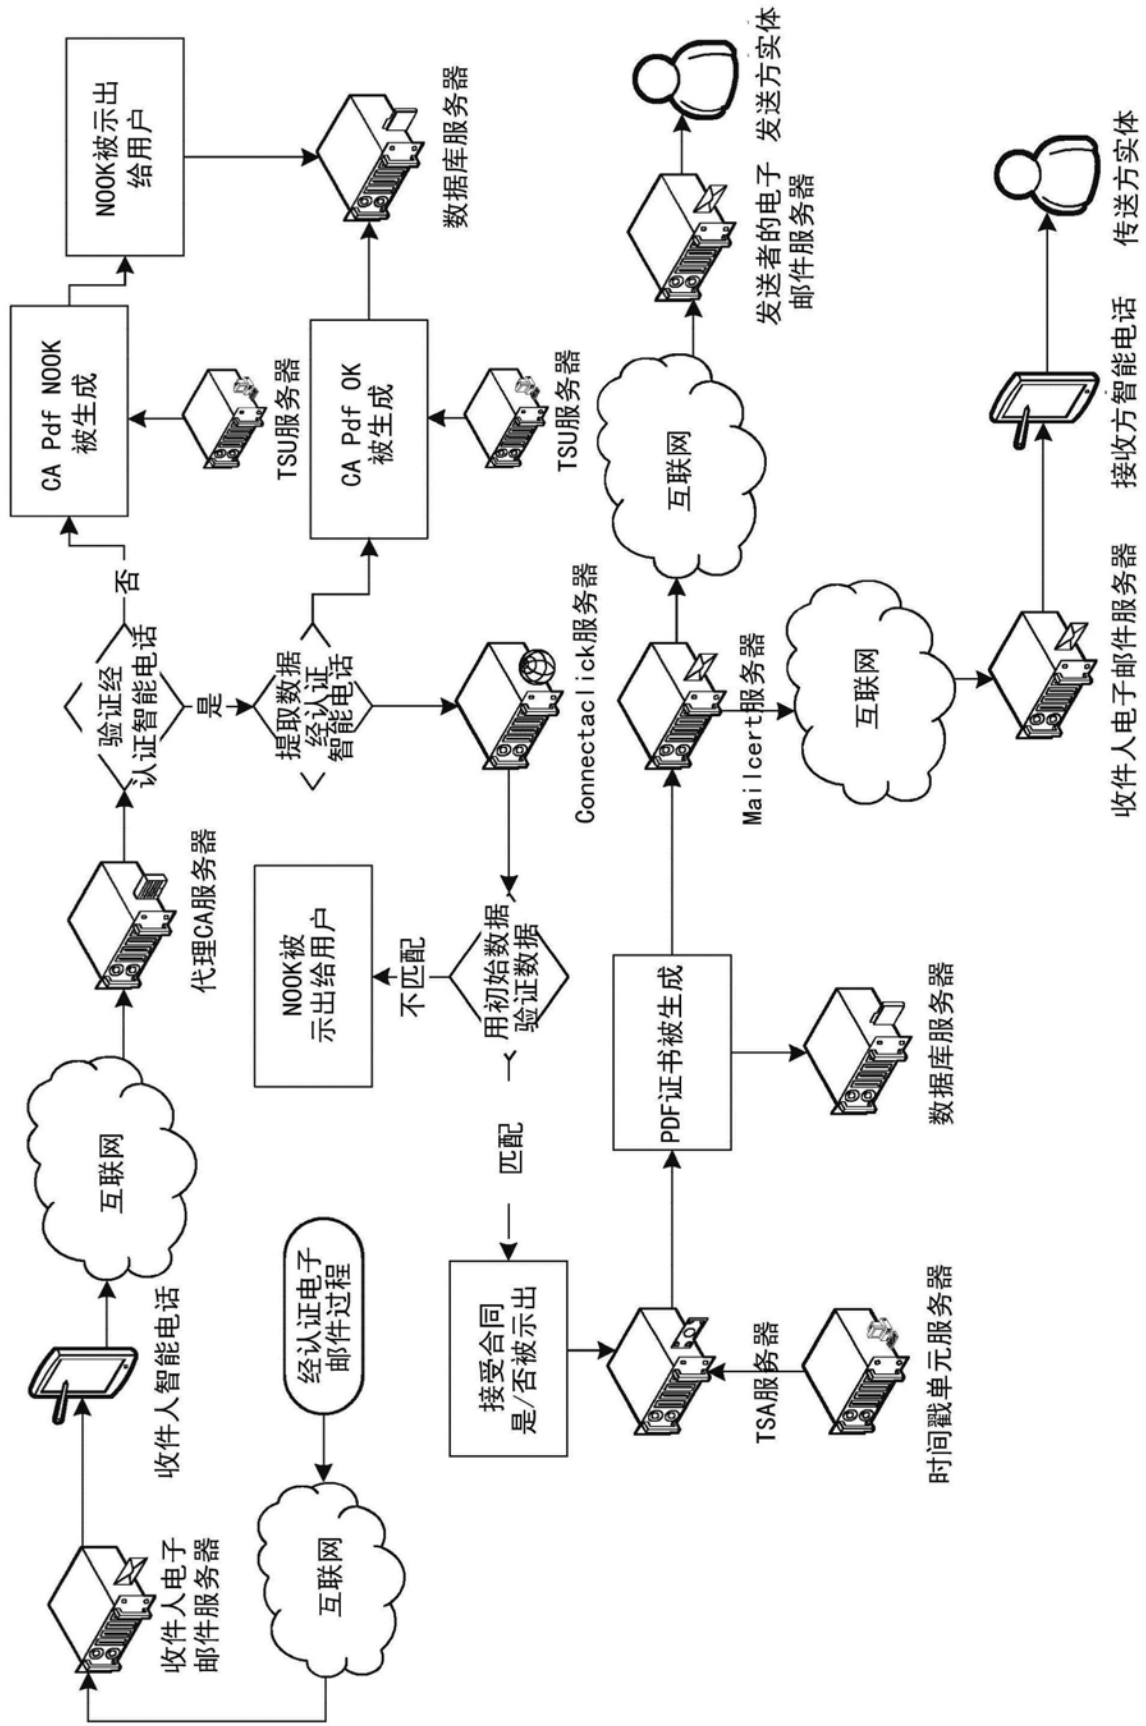 收件人电子
邮件服务器
收件人智能电话
互联网
代理CA服务器
验证经
认证智能电话
否
CA Pdf NOOK
被生成
NOOK被示出
给用户
TSU服务器
数据库服务器
经认证电子
邮件过程
互联网
是
提取数据
经认证
智能电话
CA Pdf OK
被生成
TSU服务器
Connectaclick服务器
用初始数据
验证数据
不匹配
NOOK被
示出给用户
匹配
接受合同
是/否被示出
TSA服务器
时间戳单元服务器
PDF证书被生成
数据库服务器
Mailcert服务器
互联网
发送者的电子
邮件服务器
发送方实体
互联网
收件人电子邮件服务器
接收方智能电话
传送方实体